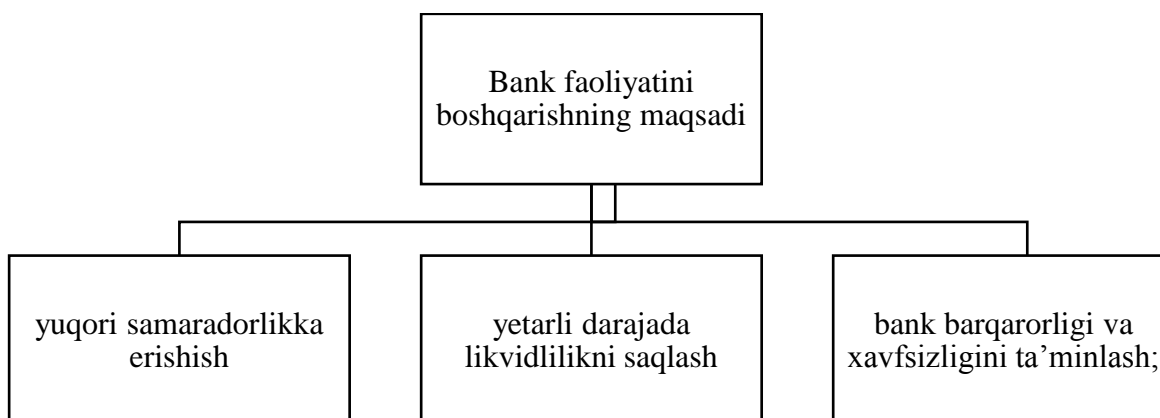 Bank faoliyatini
boshqarishning maqsadi
yuqori samaradorlikka
erishish
yetarli darajada
likvidlilikni saqlash
bank barqarorligi va
xavfsizligini ta’minlash;